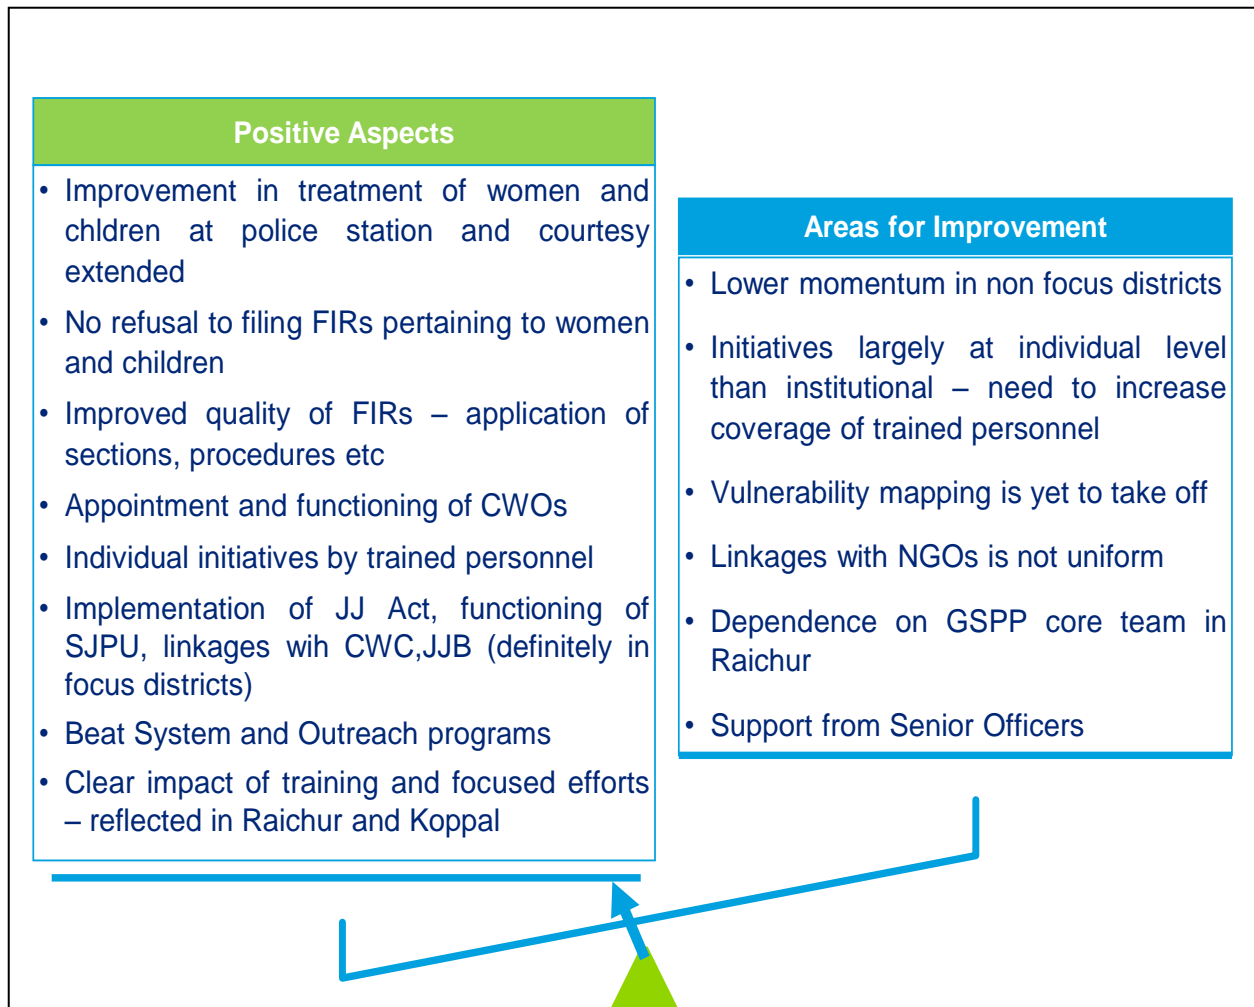 Positive Aspects
• Improvement in treatment of women and
chldren at police station and courtesy
extended
• No refusal to filing FIRs pertaining to women
and children
• Improved quality of FIRs – application of
sections, procedures etc
• Appointment and functioning of CWOs
• Individual initiatives by trained personnel
• Implementation of JJ Act, functioning of
SJPU, linkages wih CWC,JJB (definitely in
focus districts)
• Beat System and Outreach programs
• Clear impact of training and focused efforts
– reflected in Raichur and Koppal
Areas for Improvement
• Lower momentum in non focus districts
• Initiatives largely at individual level
than institutional – need to increase
coverage of trained personnel
• Vulnerability mapping is yet to take off
• Linkages with NGOs is not uniform
• Dependence on GSPP core team in
Raichur
• Support from Senior Officers